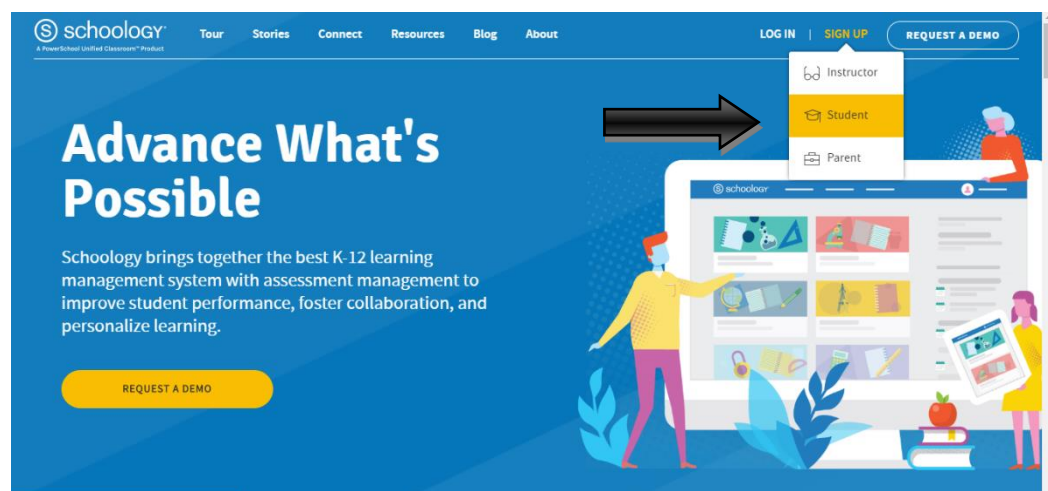 schoology
A PowerSchool Unified Classroom™ Product
Tour Stories Connect Resources Blog About
LOG IN | SIGN UP REQUEST A DEMO
Instructor
Student
Parent
Advance What's
Possible
Schoology brings together the best K-12 learning
management system with assessment management to
improve student performance, foster collaboration, and
personalize learning.
REQUEST A DEMO
schoology